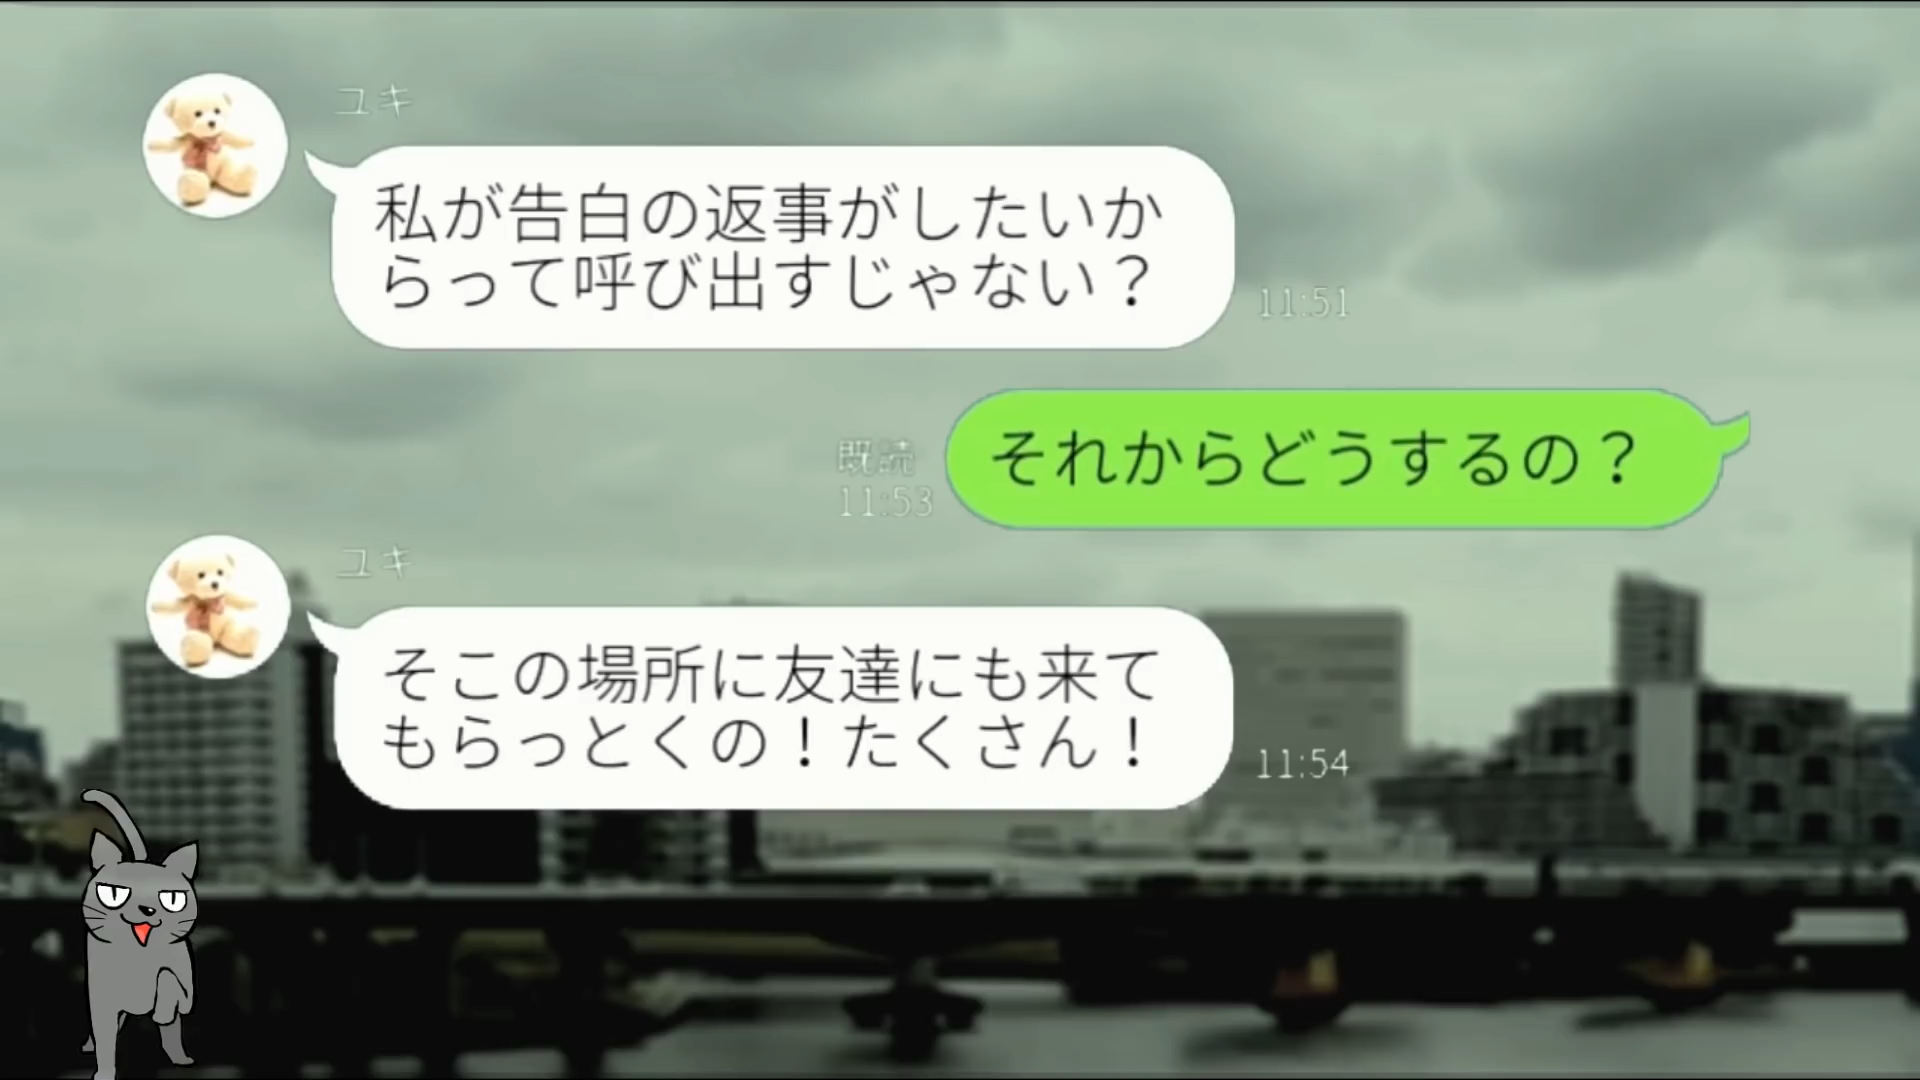 ユキ
私が告白の返事がしたいか
らって呼び出すじゃない？
11:51
それからどうするの？
既読
11:53
ユキ
そこの場所に友達にも来て
もらっとくの！たくさん！
11:54